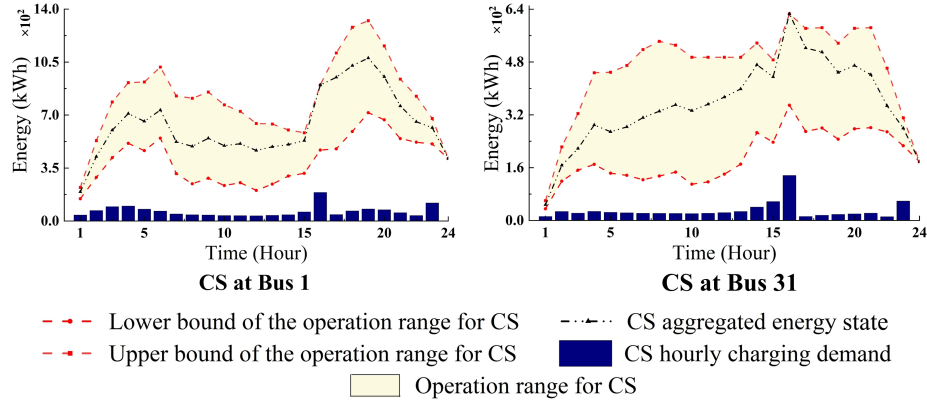 ×10²
14.0
10.5
7.0
3.5
0.0
Energy (kWh)
1 5 10 15 20 24
Time (Hour)
CS at Bus 1
×10²
6.4
4.8
3.2
1.6
0.0
Energy (kWh)
1 5 10 15 20 24
Time (Hour)
CS at Bus 31
Lower bound of the operation range for CS
CS aggregated energy state
Upper bound of the operation range for CS
CS hourly charging demand
Operation range for CS